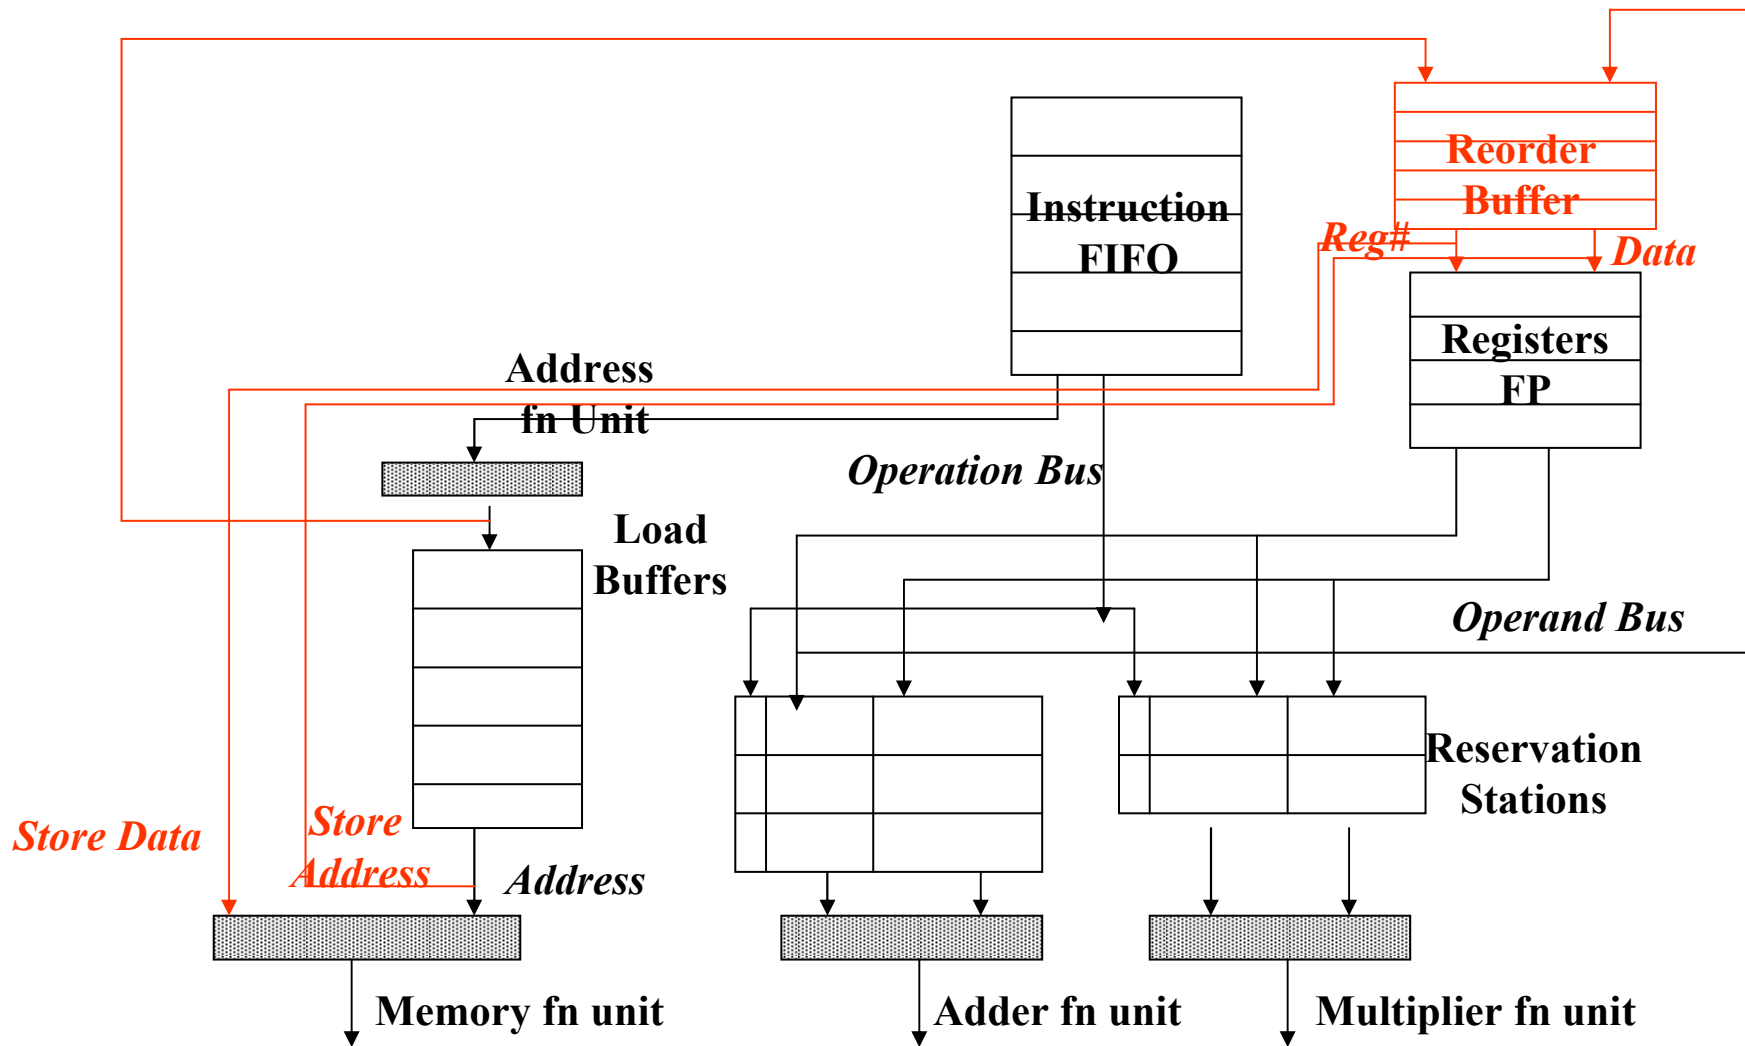 Reorder
Buffer
Instruction
FIFO
Reg#
Data
Registers
FP
Address
fn Unit
Operation Bus
Load
Buffers
Operand Bus
Reservation
Stations
Store Data
Store
Address
Address
Memory fn unit
Adder fn unit
Multiplier fn unit